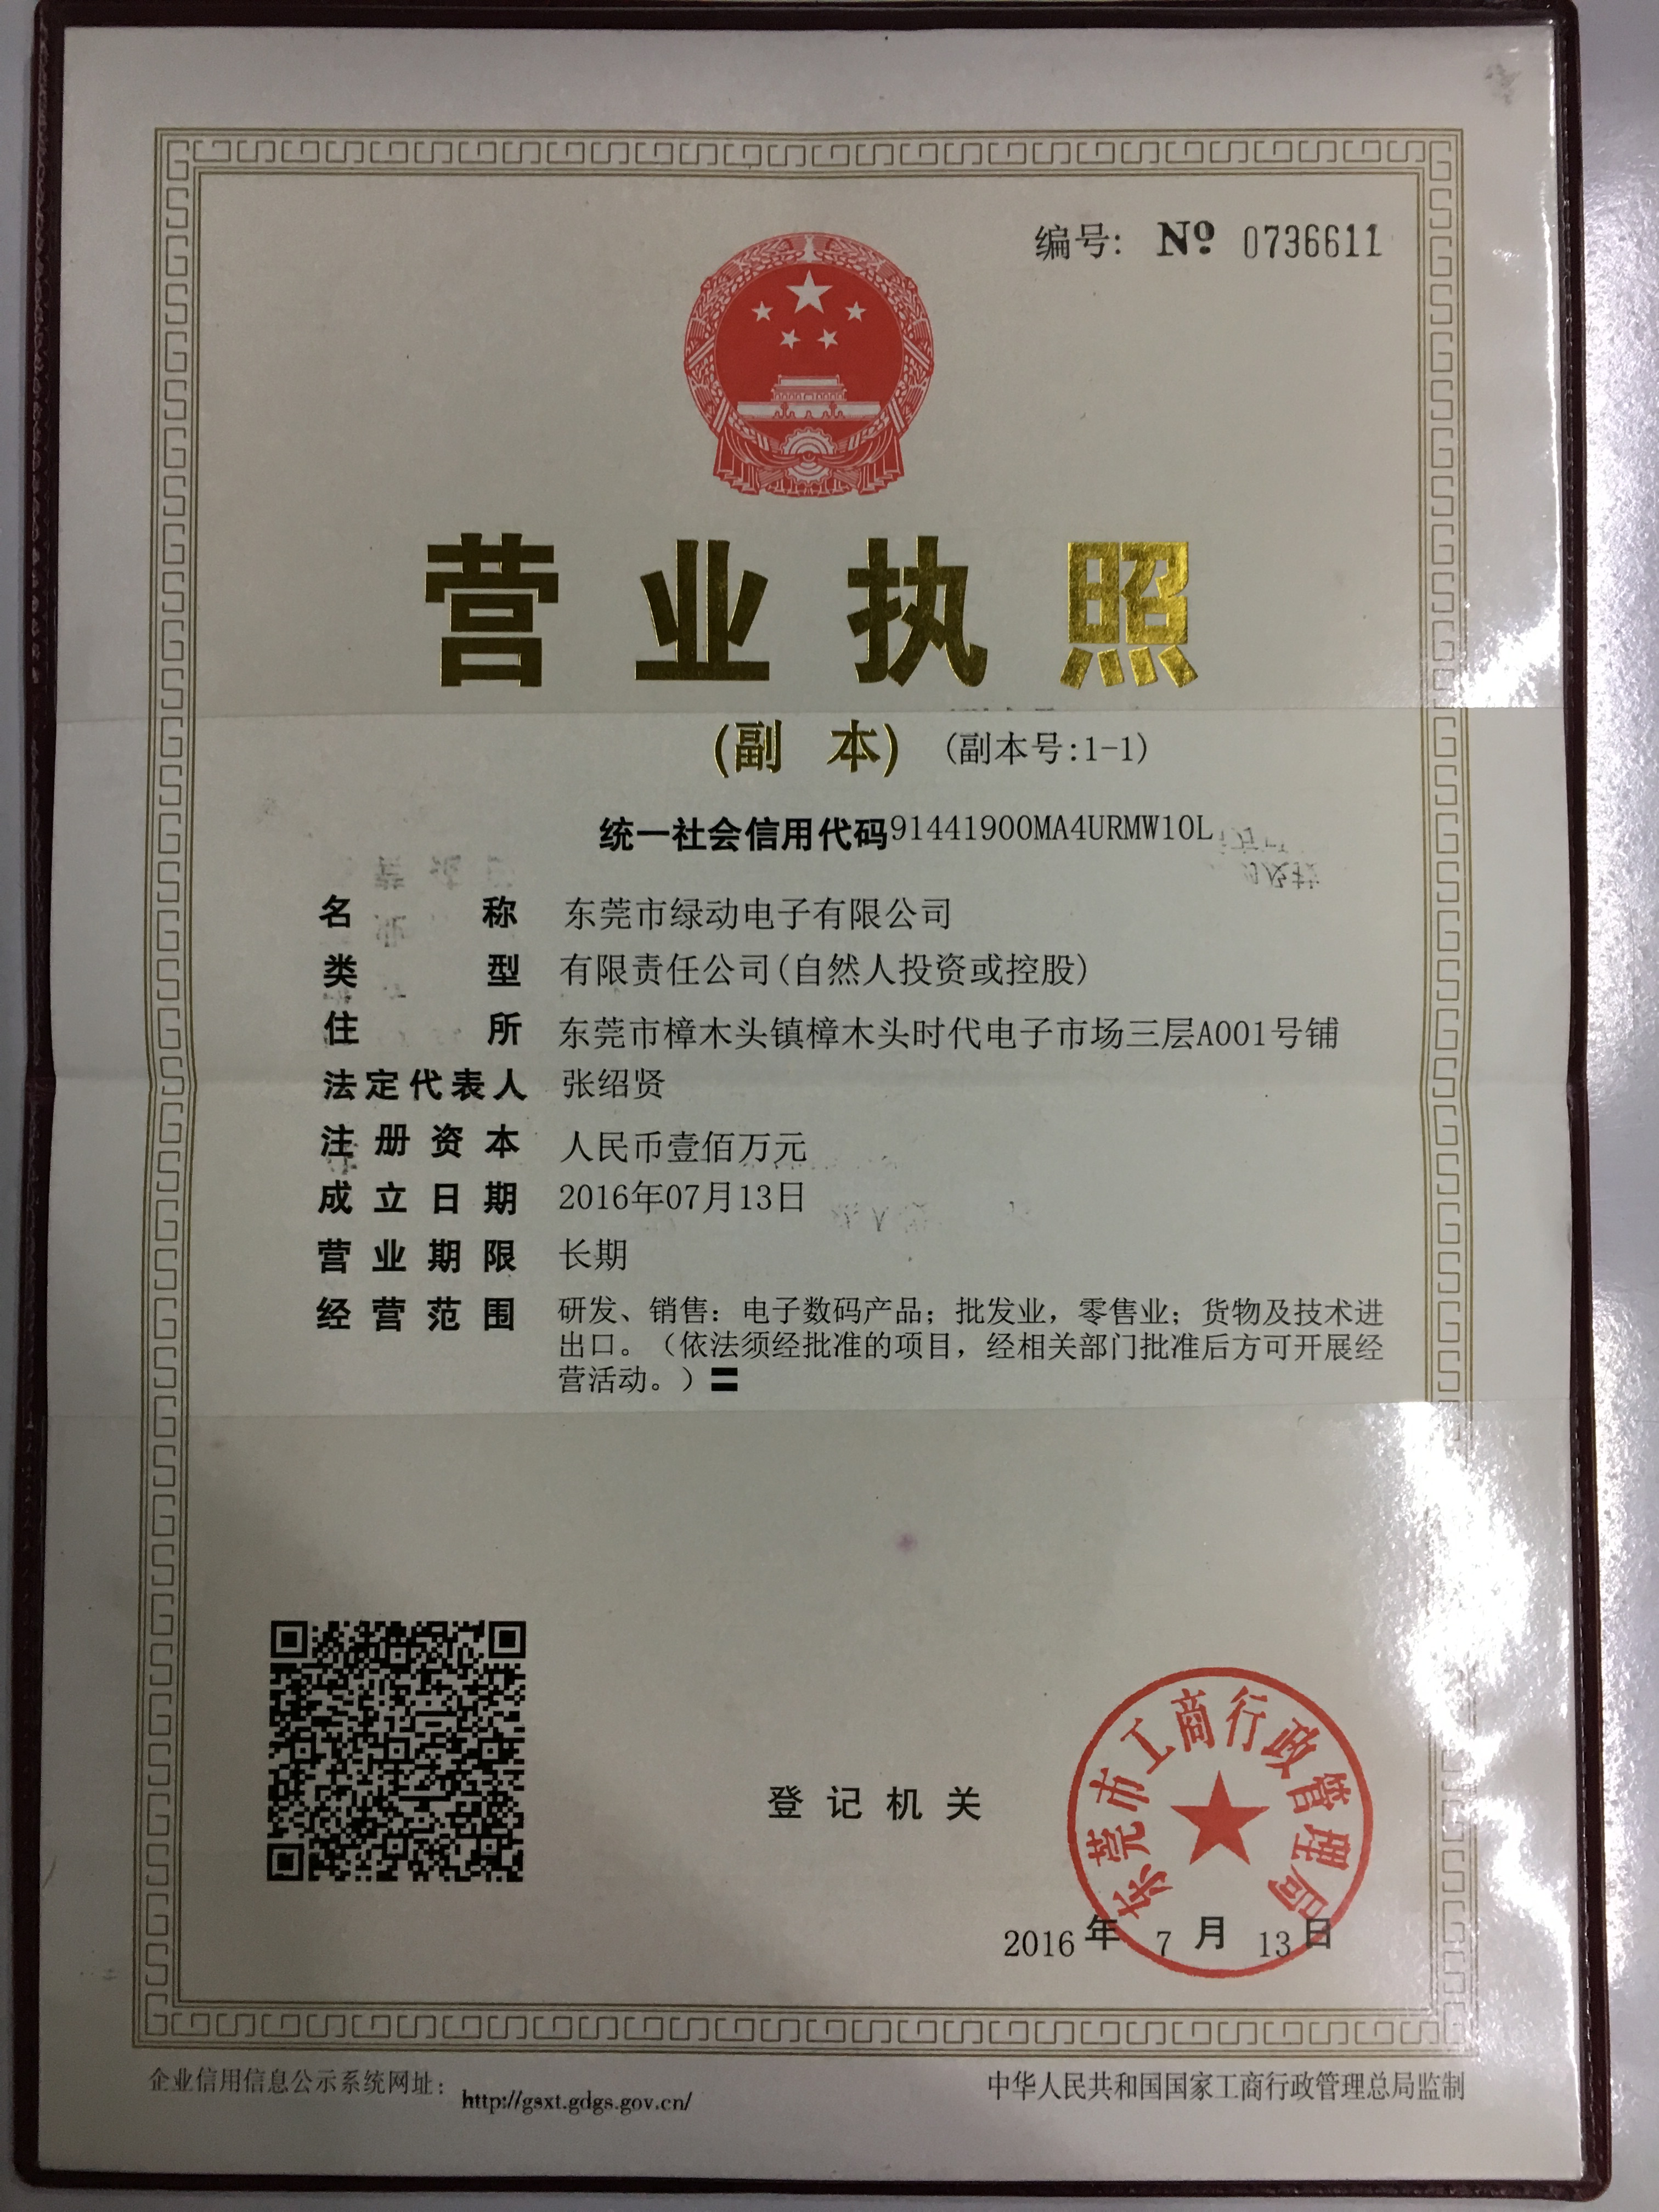 编号: № 0736611
营业执照
(副 本) (副本号:1-1)
统一社会信用代码91441900MA4URMW10L
名称 东莞市绿动电子有限公司
类型 有限责任公司(自然人投资或控股)
住所 东莞市樟木头镇樟木头时代电子市场三层A001号铺
法定代表人 张绍贤
注册资本 人民币壹佰万元
成立日期 2016年07月13日
营业期限 长期
经营范围 研发、销售：电子数码产品；批发业，零售业；货物及技术进
出口。（依法须经批准的项目，经相关部门批准后方可开展经
营活动。）〓
东莞市工商行政管理局
登记机关
2016 年 7 月 13 日
企业信用信息公示系统网址： http://gsxt.gdgs.gov.cn/
中华人民共和国国家工商行政管理总局监制